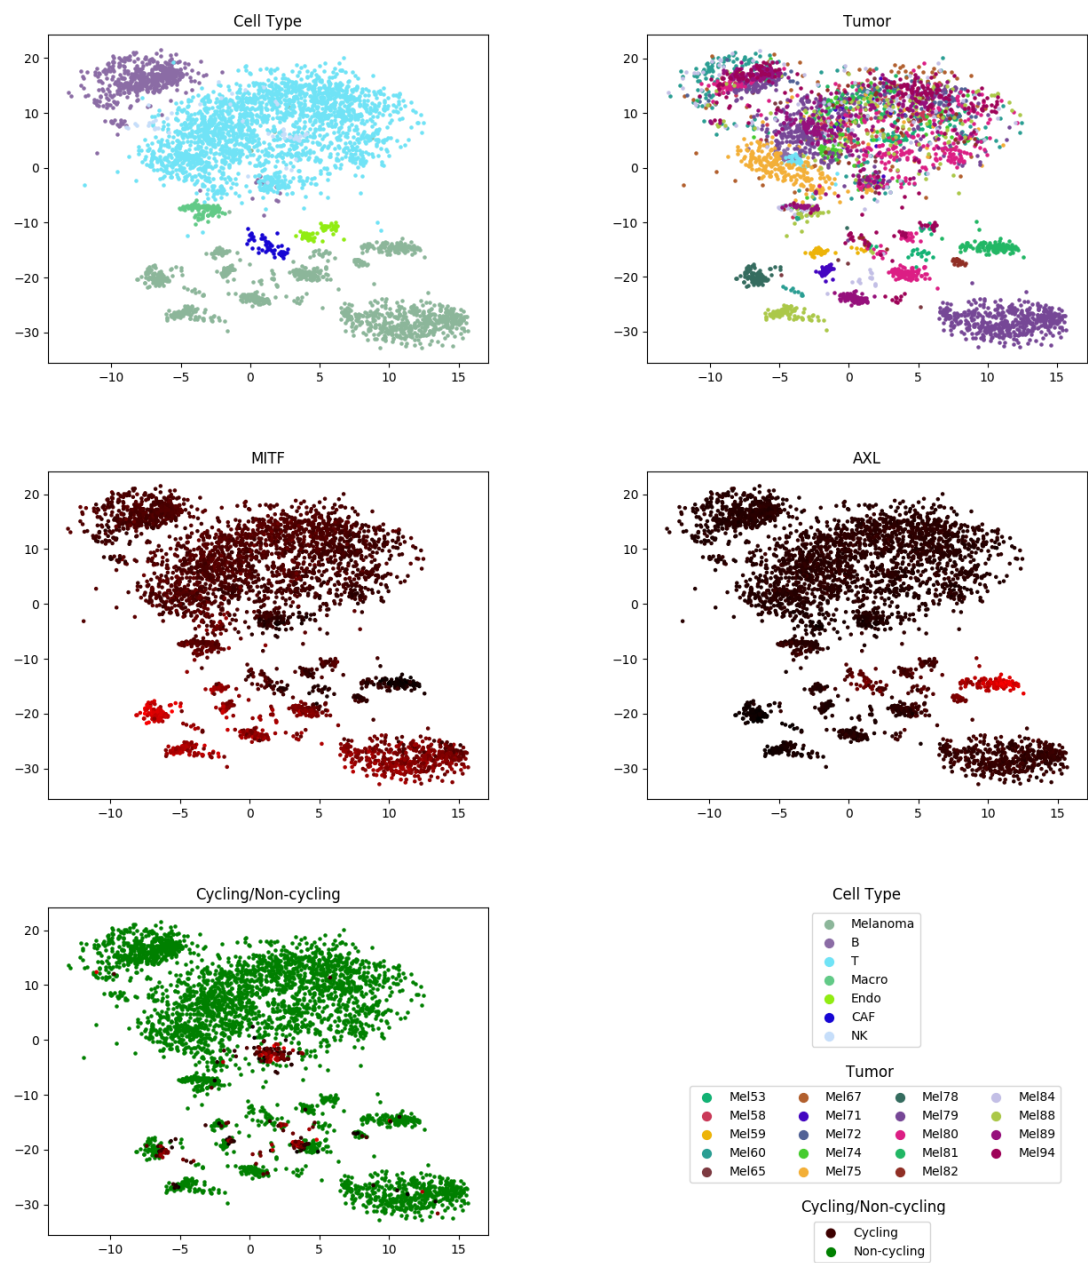 Cell Type
Tumor
20
10
0
−10
−20
−30
−10
−5
0
5
10
15
20
10
0
−10
−20
−30
−10
−5
0
5
10
15
MITF
AXL
20
10
0
−10
−20
−30
−10
−5
0
5
10
15
20
10
0
−10
−20
−30
−10
−5
0
5
10
15
Cycling/Non-cycling
20
10
0
−10
−20
−30
−10
−5
0
5
10
15
Cell Type
Melanoma
B
T
Macro
Endo
CAF
NK
Tumor
Mel53 Mel67 Mel78 Mel84
Mel58 Mel71 Mel79 Mel88
Mel59 Mel72 Mel80 Mel89
Mel60 Mel74 Mel81 Mel94
Mel65 Mel75 Mel82
Cycling/Non-cycling
Cycling
Non-cycling